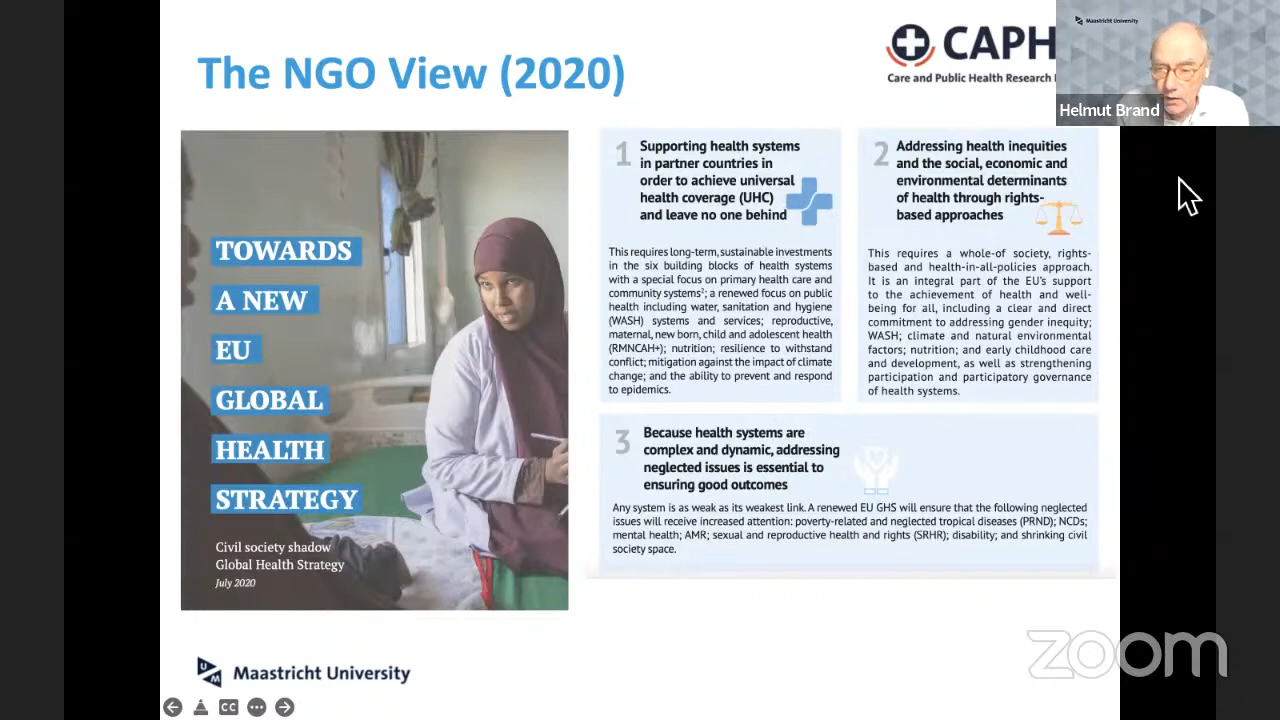 The NGO View (2020)
CAPH
Care and Public Health Research
Maastricht University
Helmut Brand
TOWARDS
A NEW
EU
GLOBAL
HEALTH
STRATEGY
Civil society shadow
Global Health Strategy
July 2020
1
Supporting health systems
in partner countries in
order to achieve universal
health coverage (UHC)
and leave no one behind
This requires long-term, sustainable investments
in the six building blocks of health systems
with a special focus on primary health care and
community systems²; a renewed focus on public
health including water, sanitation and hygiene
(WASH) systems and services; reproductive,
maternal, new born, child and adolescent health
(RMNCAH+); nutrition; resilience to withstand
conflict; mitigation against the impact of climate
change; and the ability to prevent and respond
to epidemics.
2
Addressing health inequities
and the social, economic and
environmental determinants
of health through rights-
based approaches
This requires a whole-of society, rights-
based and health-in-all-policies approach.
It is an integral part of the EU's support
to the achievement of health and well-
being for all, including a clear and direct
commitment to addressing gender inequity;
WASH; climate and natural environmental
factors; nutrition; and early childhood care
and development, as well as strengthening
participation and participatory governance
of health systems.
3
Because health systems are
complex and dynamic, addressing
neglected issues is essential to
ensuring good outcomes
Any system is as weak as its weakest link. A renewed EU GHS will ensure that the following neglected
issues will receive increased attention: poverty-related and neglected tropical diseases (PRND); NCDs;
mental health; AMR; sexual and reproductive health and rights (SRHR); disability; and shrinking civil
society space.
UM
Maastricht University
CC
zoom